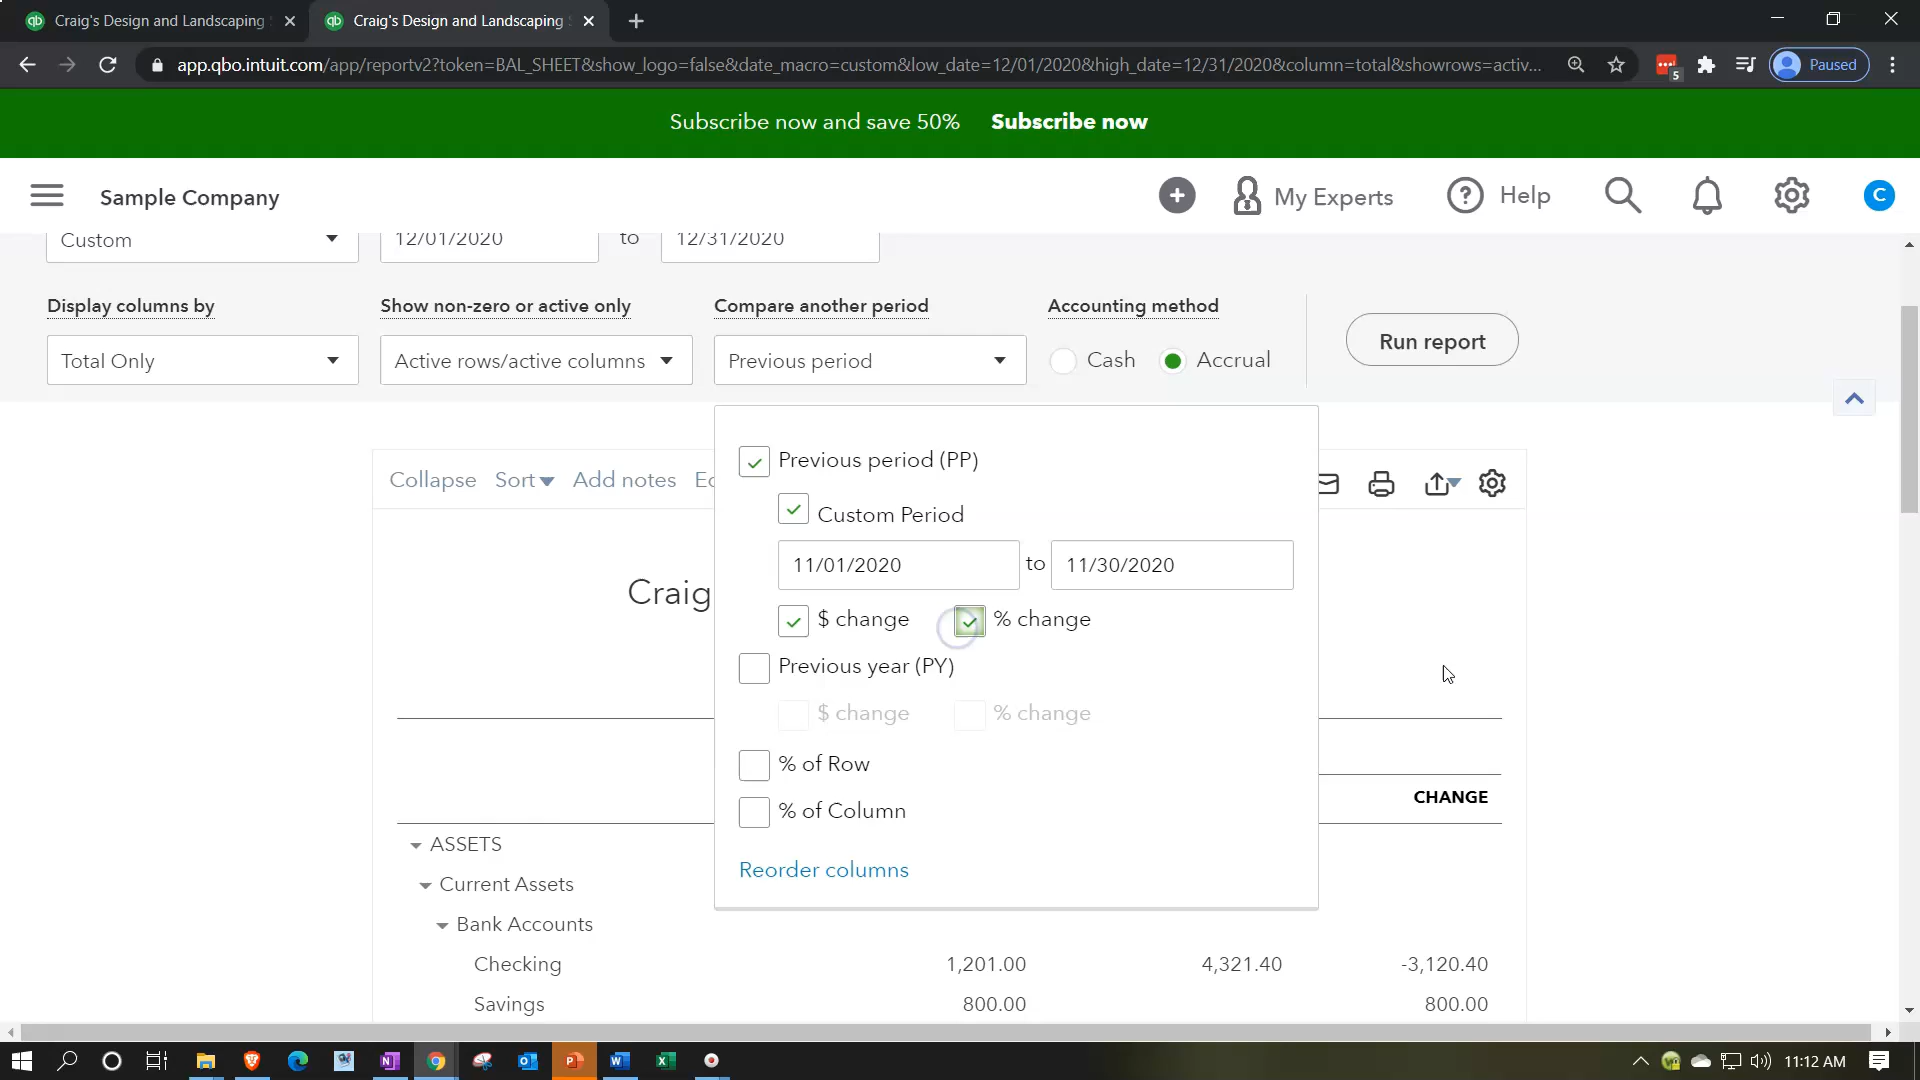 Craig's Design and Landscaping
Craig's Design and Landscaping
app.qbo.intuit.com/app/reportv2?token=BAL_SHEET&show_logo=false&date_macro=custom&low_date=12/01/2020&high_date=12/31/2020&column=total&showrows=activ...
5
Paused
Subscribe now and save 50% Subscribe now
Sample Company
My Experts
Help
C
Custom
12/01/2020 to 12/31/2020
Display columns by
Show non-zero or active only
Compare another period
Accounting method
Total Only
Active rows/active columns
Previous period
Cash
Accrual
Run report
Previous period (PP)
Collapse Sort Add notes
Custom Period
11/01/2020 to 11/30/2020
Craig
$ change
% change
Previous year (PY)
$ change
% change
% of Row
CHANGE
% of Column
ASSETS
Reorder columns
Current Assets
Bank Accounts
Checking 1,201.00 4,321.40 -3,120.40
Savings 800.00 800.00
11:12 AM